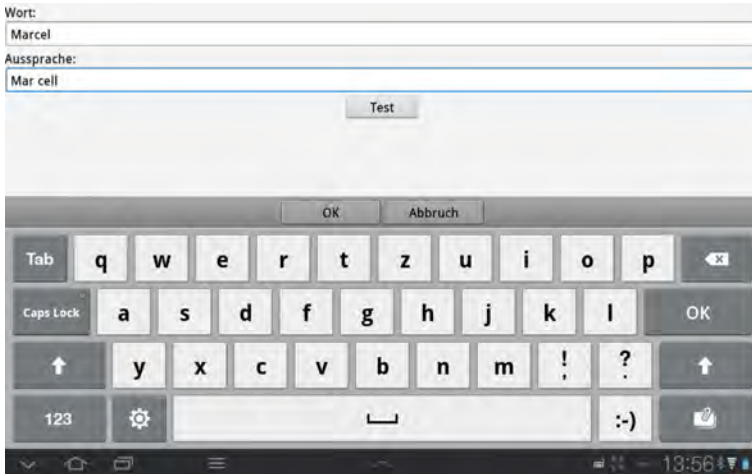 Wort:
Marcel
Aussprache:
Mar cell
Test
OK Abbruch
Tab q w e r t z u i o p
Caps Lock a s d f g h j k l OK
y x c v b n m ! , ? .
123 :-)
13:56